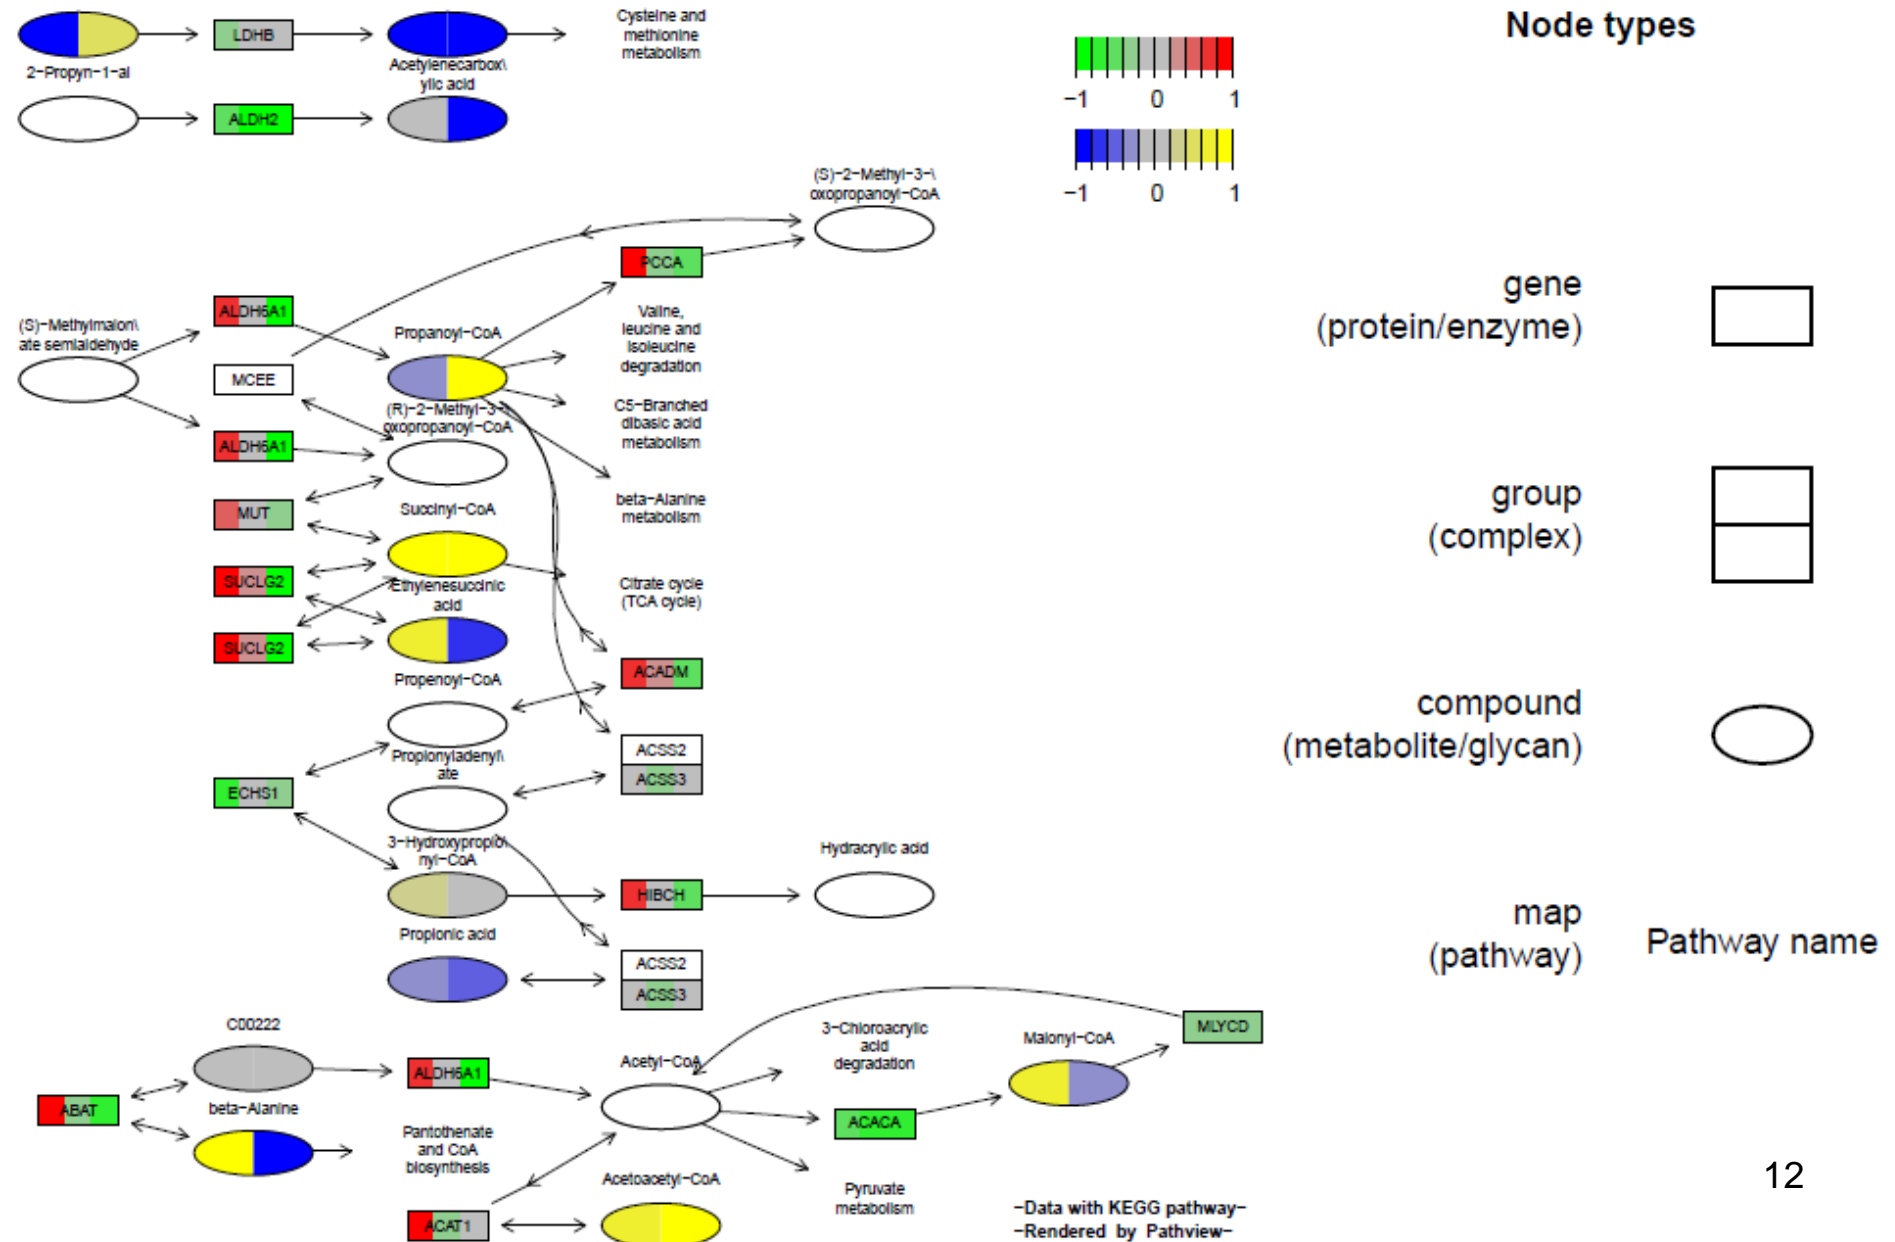 Node types
Cysteine and
methionine
metabolism
LDHB
2-Propyn-1-al
Acetylenecarbox\
ylic acid
ALDH2
-1 0 1
-1 0 1
(S)-2-Methyl-3-\
oxopropanoyl-CoA
PCCA
gene
(protein/enzyme)
ALDH6A1
(S)-Methylmalon\
ate semialdehyde
Propanoyl-CoA
Valine,
leucine and
isoleucine
degradation
MCEE
(R)-2-Methyl-3-\
oxopropanoyl-CoA
C5-Branched
dibasic acid
metabolism
ALDH6A1
beta-Alanine
metabolism
MUT
Succinyl-CoA
group
(complex)
SUCLG2
Ethylenesuccinic
acid
Citrate cycle
(TCA cycle)
SUCLG2
Propenoyl-CoA
ACADM
compound
(metabolite/glycan)
ACSS2
ACSS3
Propionyladenyl\
ate
ECHS1
3-Hydroxypropio\
nyl-CoA
Hydracrylic acid
HIBCH
Propionic acid
map
(pathway)
Pathway name
ACSS2
ACSS3
C00222
3-Chloroacrylic
acid
degradation
Malonyl-CoA
MLYCD
ALDH6A1
Acetyl-CoA
ABAT
beta-Alanine
ACACA
Pantothenate
and CoA
biosynthesis
Acetoacetyl-CoA
Pyruvate
metabolism
ACAT1
12
-Data with KEGG pathway-
-Rendered by Pathview-